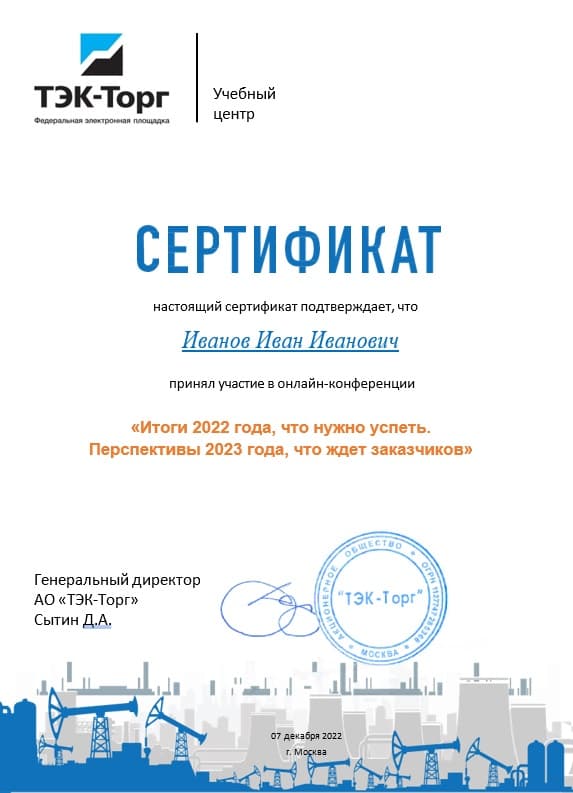 ТЭК-Торг
Федеральная электронная площадка
Учебный
центр
СЕРТИФИКАТ
настоящий сертификат подтверждает, что
Иванов Иван Иванович
принял участие в онлайн-конференции
«Итоги 2022 года, что нужно успеть.
Перспективы 2023 года, что ждет заказчиков»
Генеральный директор
АО «ТЭК-Торг»
Сытин Д.А.
АКЦИОНЕРНОЕ ОБЩЕСТВО
ОГРН
"ТЭК-Торг"
МОСКВА
07 декабря 2022
г. Москва